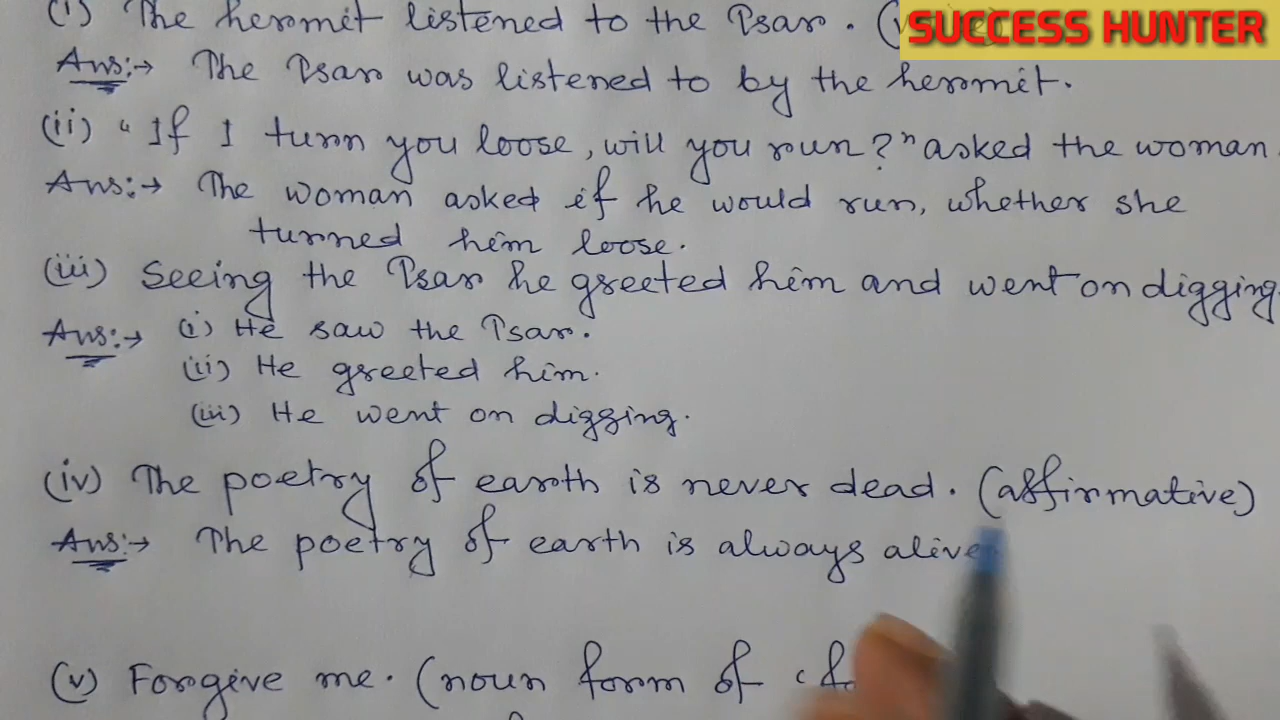 (i) The hermit listened to the Tsar. (
SUCCESS HUNTER
Ans:→ The Tsar was listened to by the hermit.
(ii) "If I turn you loose, will you run?" asked the woman.
Ans:→ The woman asked if he would run, whether she
turned him loose.
(iii) Seeing the Tsar he greeted him and went on digging.
Ans:→ (i) He saw the Tsar.
(ii) He greeted him.
(iii) He went on digging.
(iv) The poetry of earth is never dead. (affirmative)
Ans:→ The poetry of earth is always alive
(v) Forgive me. (noun form of '